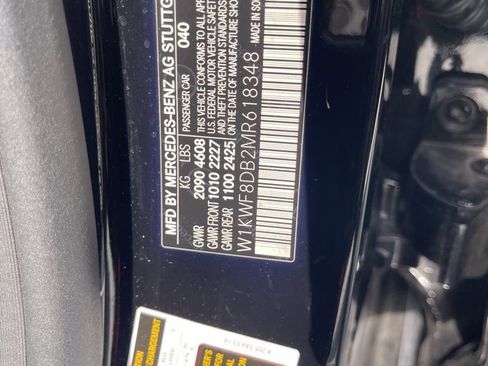 MFD BY MERCEDES-BENZ AG STUTTG
PASSENGER CAR 040
KG LBS THIS VEHICLE CONFORMS TO ALL APP
GVWR 2090 4608 U.S. FEDERAL MOTOR VEHICLE SAFETY
GAWR FRONT 1010 2227 AND THEFT PREVENTION STANDARDS
GAWR REAR 1100 2425 ON THE DATE OF MANUFACTURE
W1KWF8DB2MR618348 MADE IN